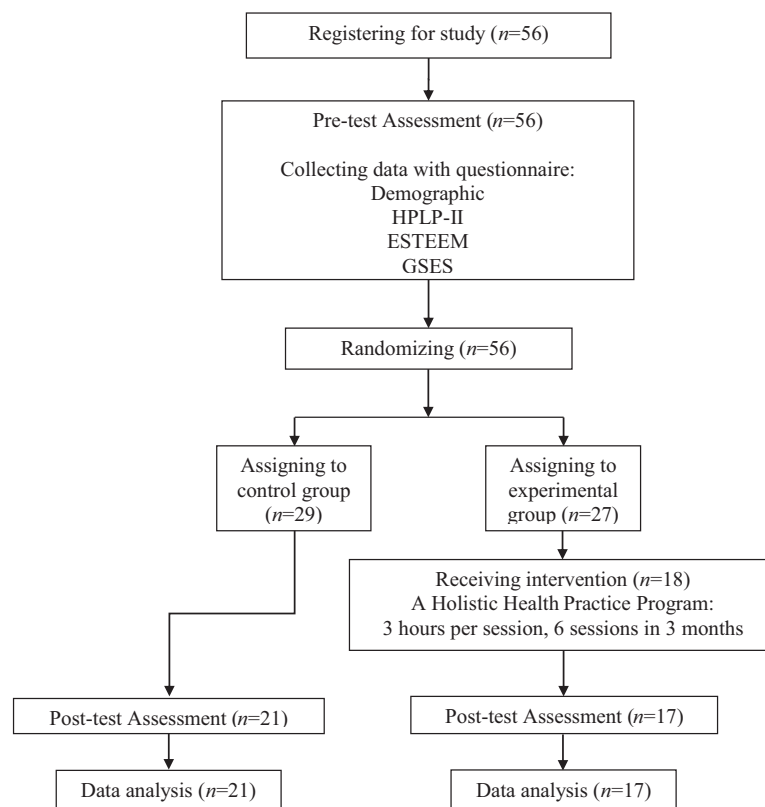 Registering for study (n=56)
Pre-test Assessment (n=56)
Collecting data with questionnaire:
Demographic
HPLP-II
ESTEEM
GSES
Randomizing (n=56)
Assigning to
control group
(n=29)
Assigning to
experimental
group (n=27)
Receiving intervention (n=18)
A Holistic Health Practice Program:
3 hours per session, 6 sessions in 3 months
Post-test Assessment (n=21)
Post-test Assessment (n=17)
Data analysis (n=21)
Data analysis (n=17)